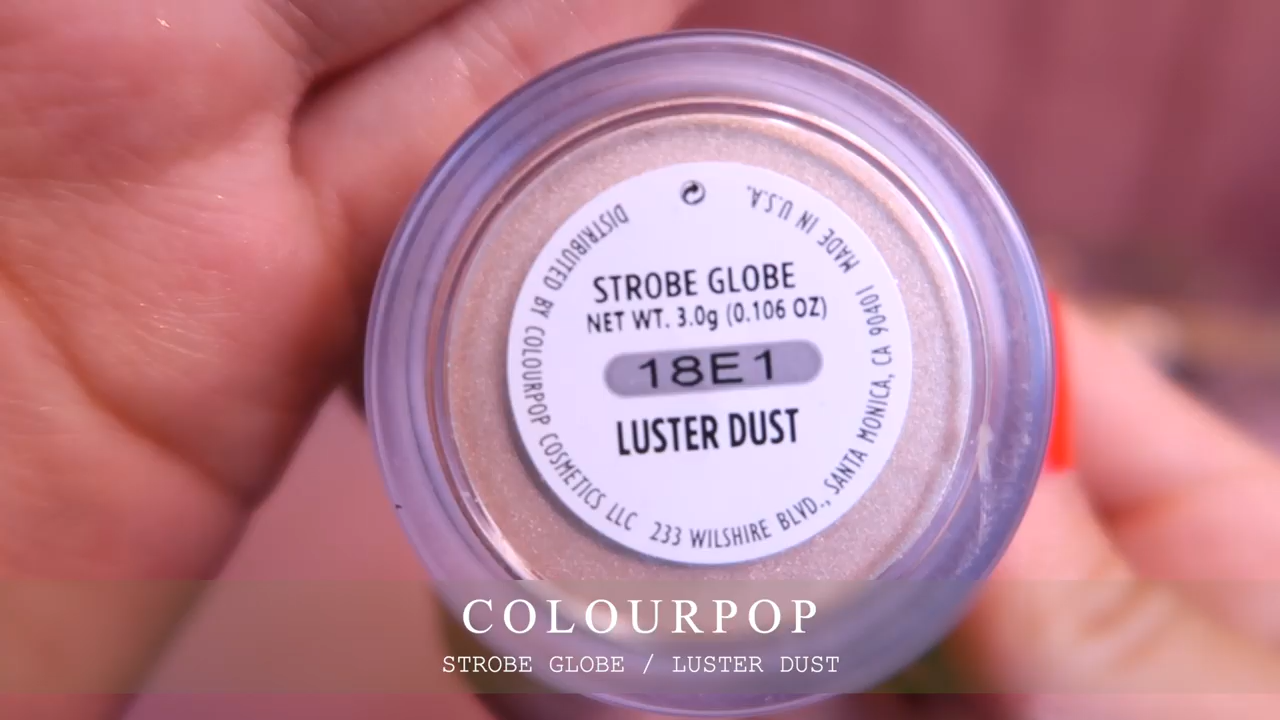 DISTRIBUTED BY COLOURPOP COSMETICS LLC 233 WILSHIRE BLVD., SANTA MONICA, CA 90401 MADE IN U.S.A.
STROBE GLOBE
NET WT. 3.0g (0.106 OZ)
18E1
LUSTER DUST
COLOURPOP
STROBE GLOBE / LUSTER DUST